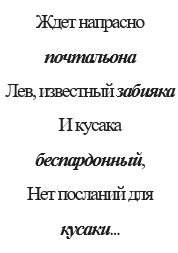 Ждет напрасно
почтальона
Лев, известный забияка
И кусака
беспардонный,
Нет посланий для
кусаки...